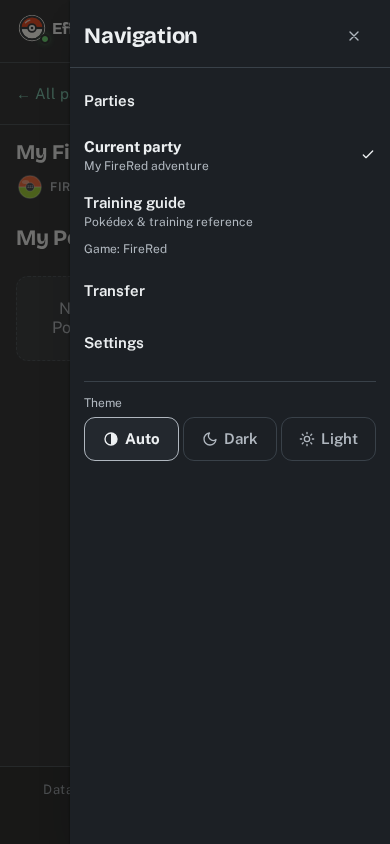 Navigation
← All p
Parties
My Fi
Current party
My FireRed adventure
FIR
Training guide
Pokédex & training reference
My Po
Game: FireRed
Transfer
N
Po
Settings
Theme
Auto
Dark
Light
Data